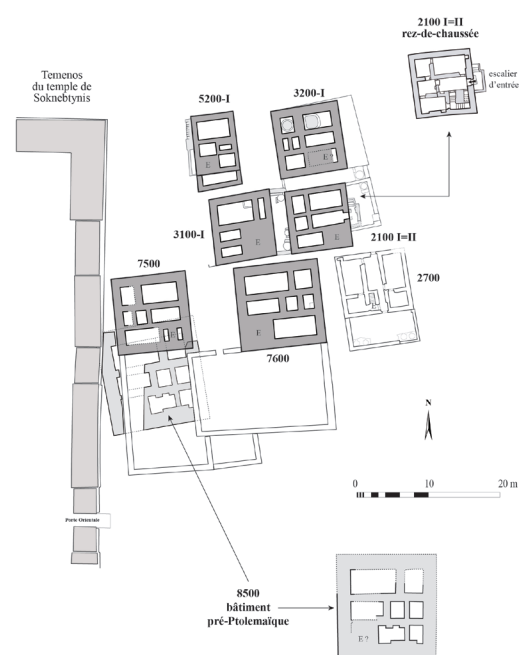 2100 I=II
rez-de-chaussée
escalier
d'entrée
Temenos
du temple de
Soknebtynis
5200-I
3200-I
E
E ?
3100-I
E
E
2100 I=II
7500
2700
E
E
7600
N
0
10
20 m
Porte Orientale
8500
bâtiment
pré-Ptolemaïque
E ?